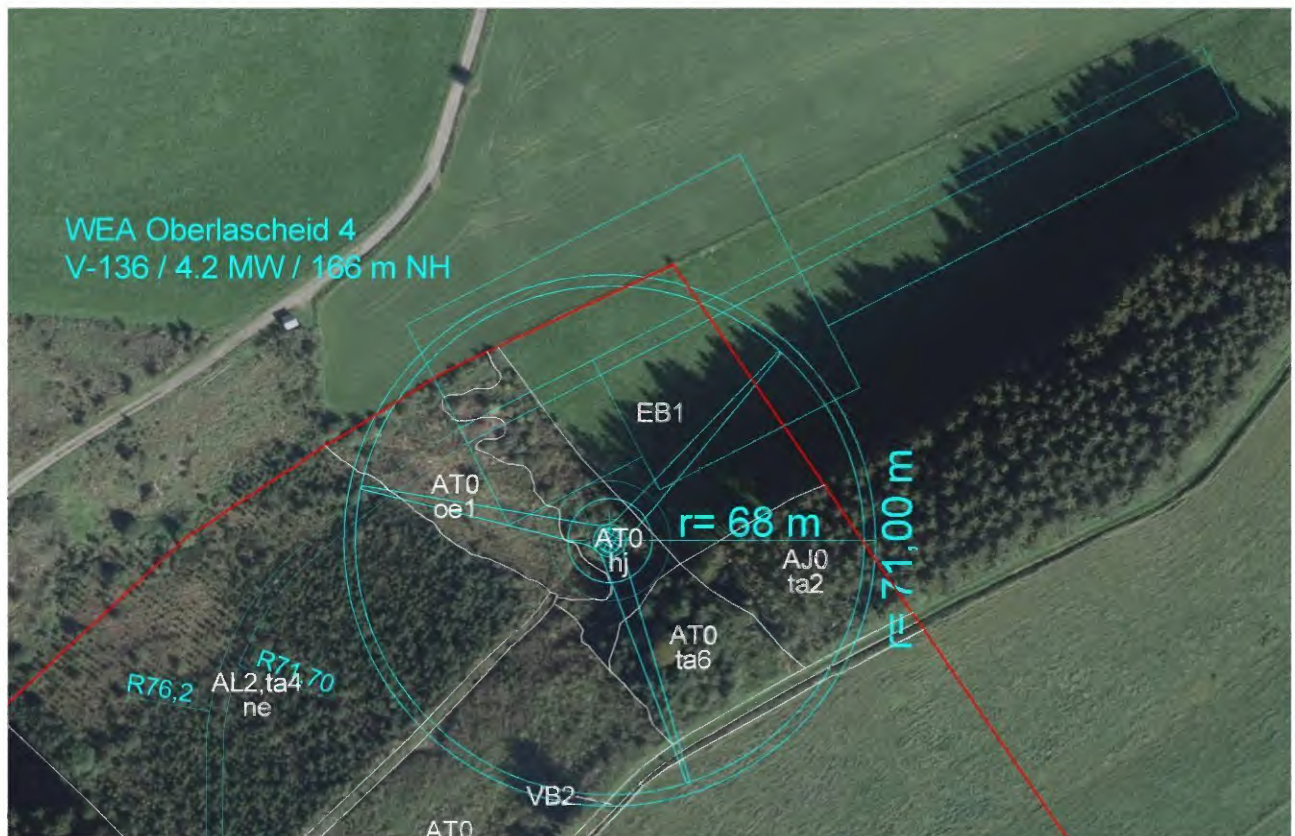 WEA Oberlascheid 4
V-136 / 4.2 MW / 166 m NH
EB1
AT0
oe1
r= 68 m
r= 71,00 m
AT0
hj
AJ0
ta2
AT0
ta6
R71,70
R76,2
AL2,ta4
ne
VB2
AT0